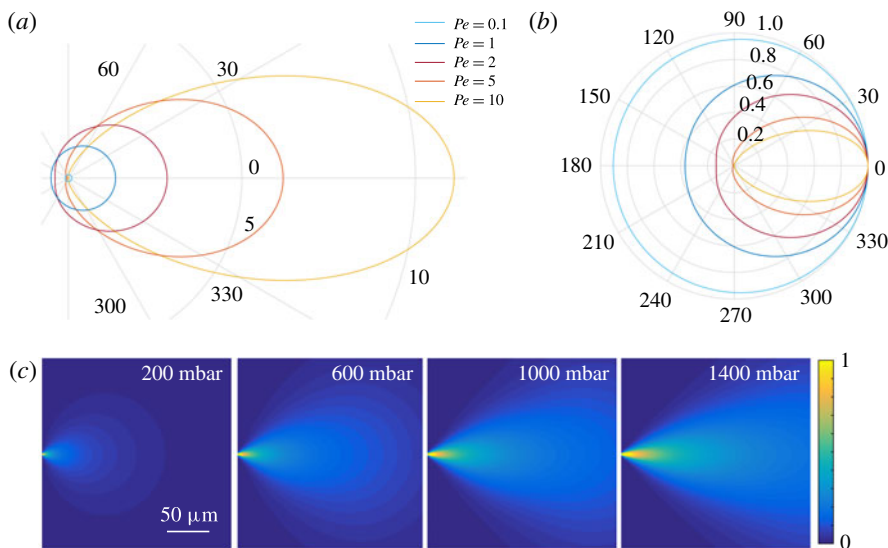 (a)
60
30
0
5
10
300
330
Pe = 0.1
Pe = 1
Pe = 2
Pe = 5
Pe = 10
(b)
90
1.0
120
60
0.8
0.6
150
30
0.4
0.2
180
0
210
330
240
300
270
(c)
200 mbar
600 mbar
1000 mbar
1400 mbar
1
50 μm
0